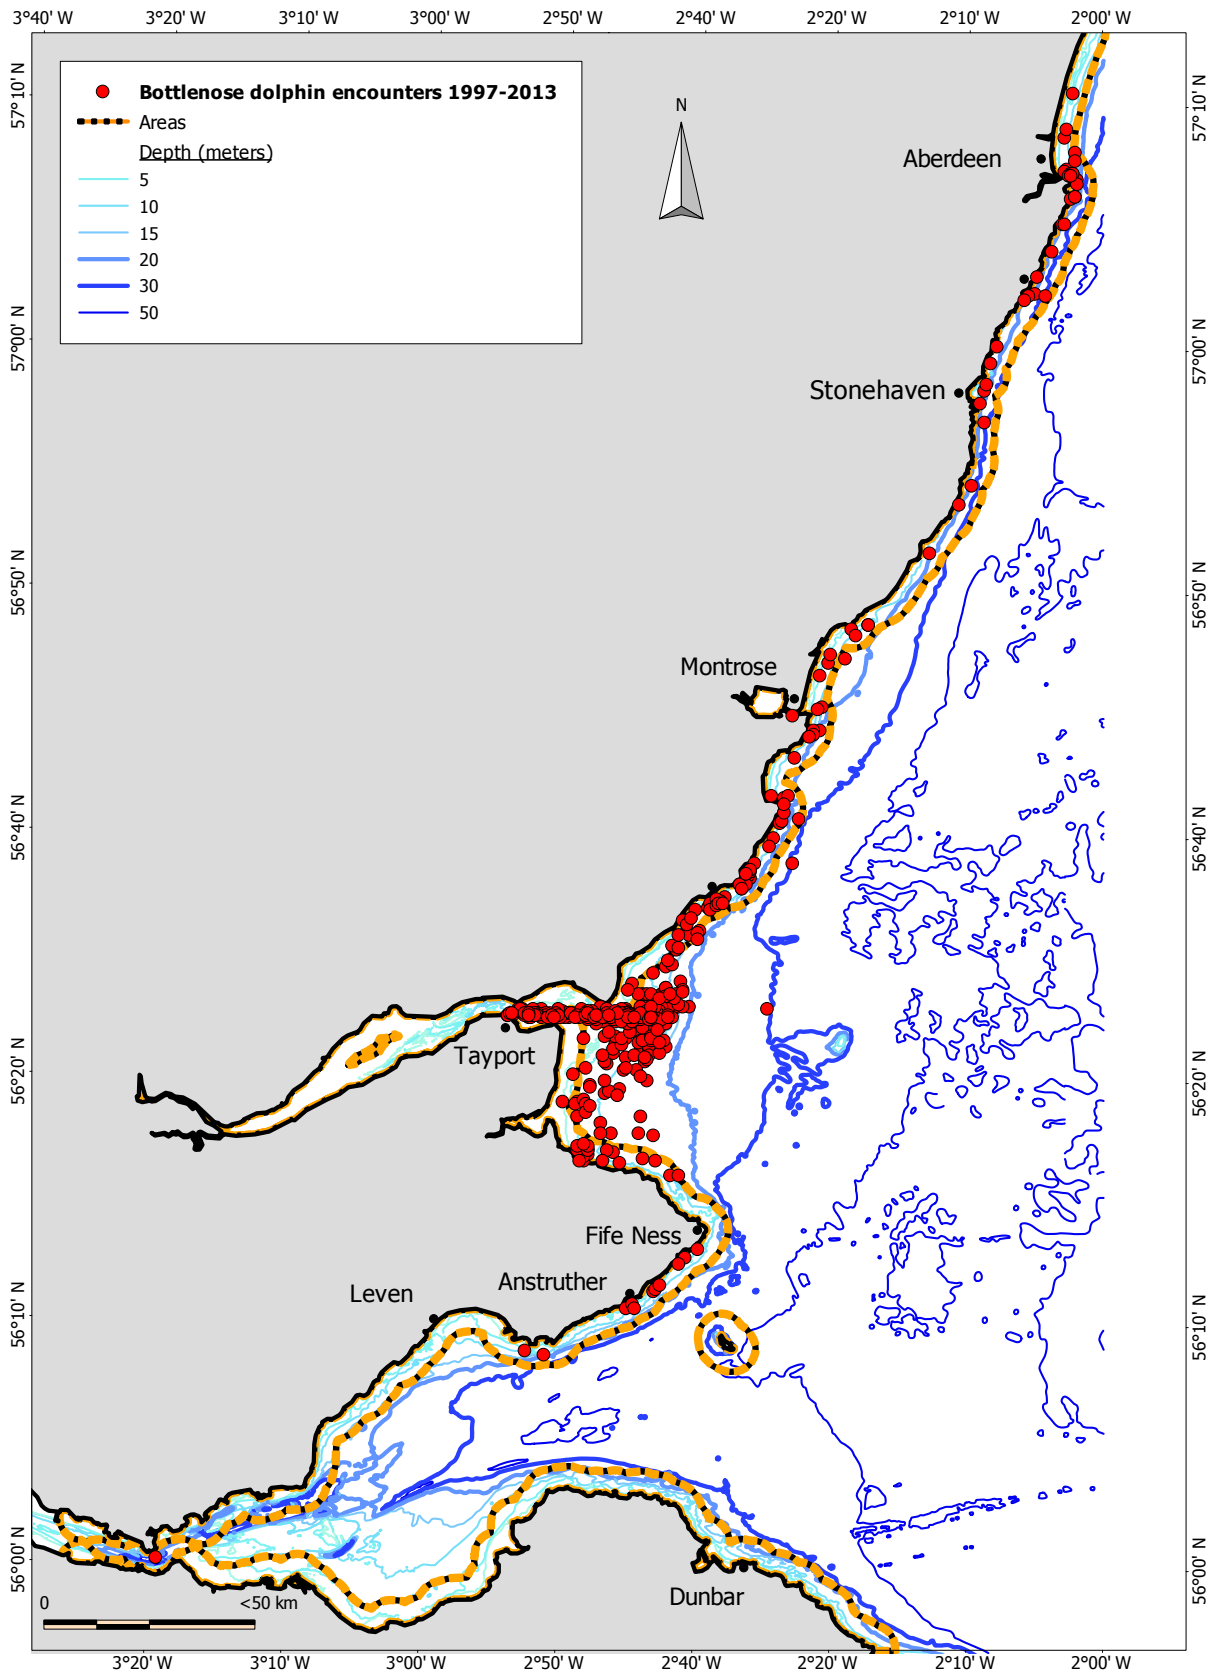 3°40' W 3°20' W 3°10' W 3°00' W 2°50' W 2°40' W 2°20' W 2°10' W 2°00' W
57°10' N
57°10' N
Bottlenose dolphin encounters 1997-2013
Areas
Depth (meters)
5
10
15
20
30
50
N
Aberdeen
57°00' N
57°00' N
Stonehaven
56°50' N
56°50' N
Montrose
56°40' N
56°40' N
Tayport
56°20' N
56°20' N
Fife Ness
Anstruther
Leven
56°10' N
56°10' N
56°00' N
56°00' N
Dunbar
0 <50 km
3°20' W 3°10' W 3°00' W 2°50' W 2°40' W 2°20' W 2°10' W 2°00' W